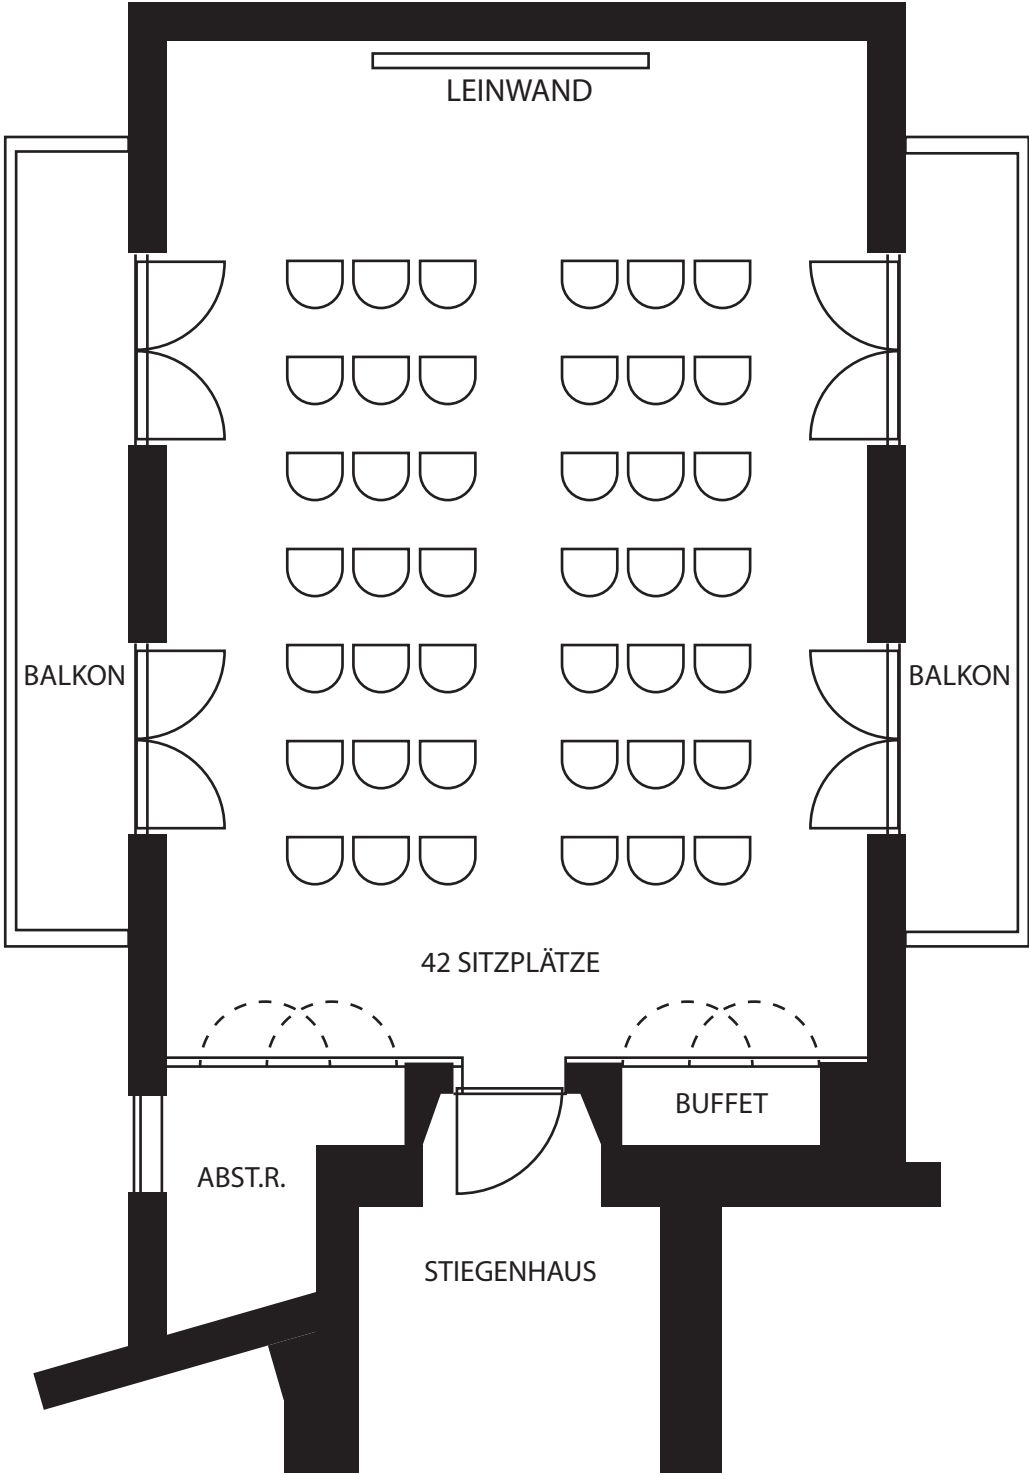 LEINWAND
BALKON
BALKON
42 SITZPLÄTZE
BUFFET
ABST.R.
STIEGENHAUS